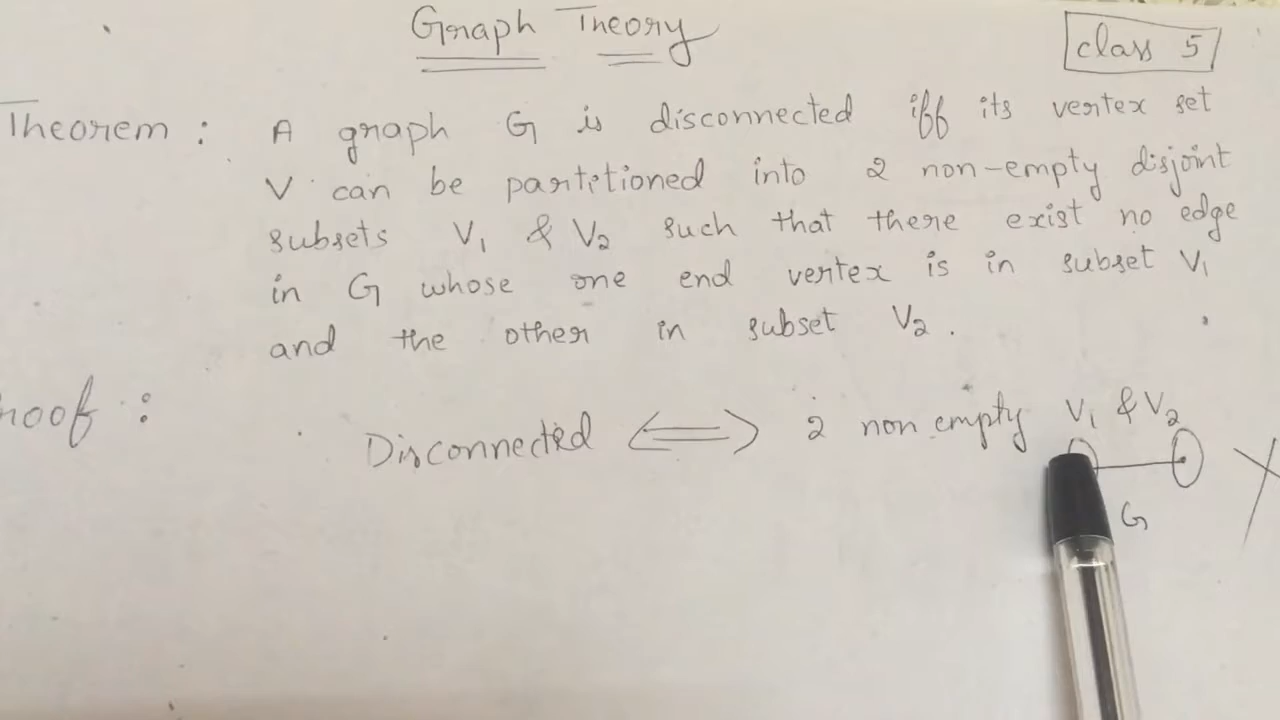 Graph Theory
class 5
Theorem : A graph G is disconnected iff its vertex set
V can be partitioned into 2 non-empty disjoint
subsets V₁ & V₂ such that there exist no edge
in G whose one end vertex is in subset V₁
and the other in subset V₂ .
roof :
Disconnected ⟺ 2 non empty V₁ & V₂
G